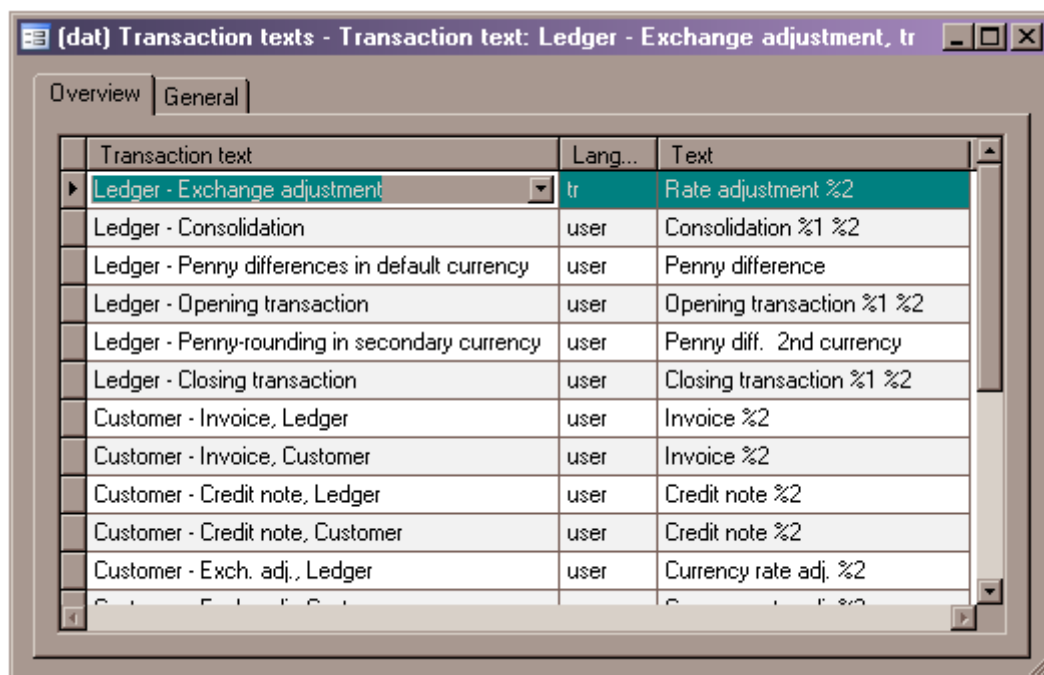 (dat) Transaction texts - Transaction text: Ledger - Exchange adjustment, tr
Overview General
Transaction text Lang... Text
Ledger - Exchange adjustment tr Rate adjustment %2
Ledger - Consolidation user Consolidation %1 %2
Ledger - Penny differences in default currency user Penny difference
Ledger - Opening transaction user Opening transaction %1 %2
Ledger - Penny-rounding in secondary currency user Penny diff. 2nd currency
Ledger - Closing transaction user Closing transaction %1 %2
Customer - Invoice, Ledger user Invoice %2
Customer - Invoice, Customer user Invoice %2
Customer - Credit note, Ledger user Credit note %2
Customer - Credit note, Customer user Credit note %2
Customer - Exch. adj., Ledger user Currency rate adj. %2